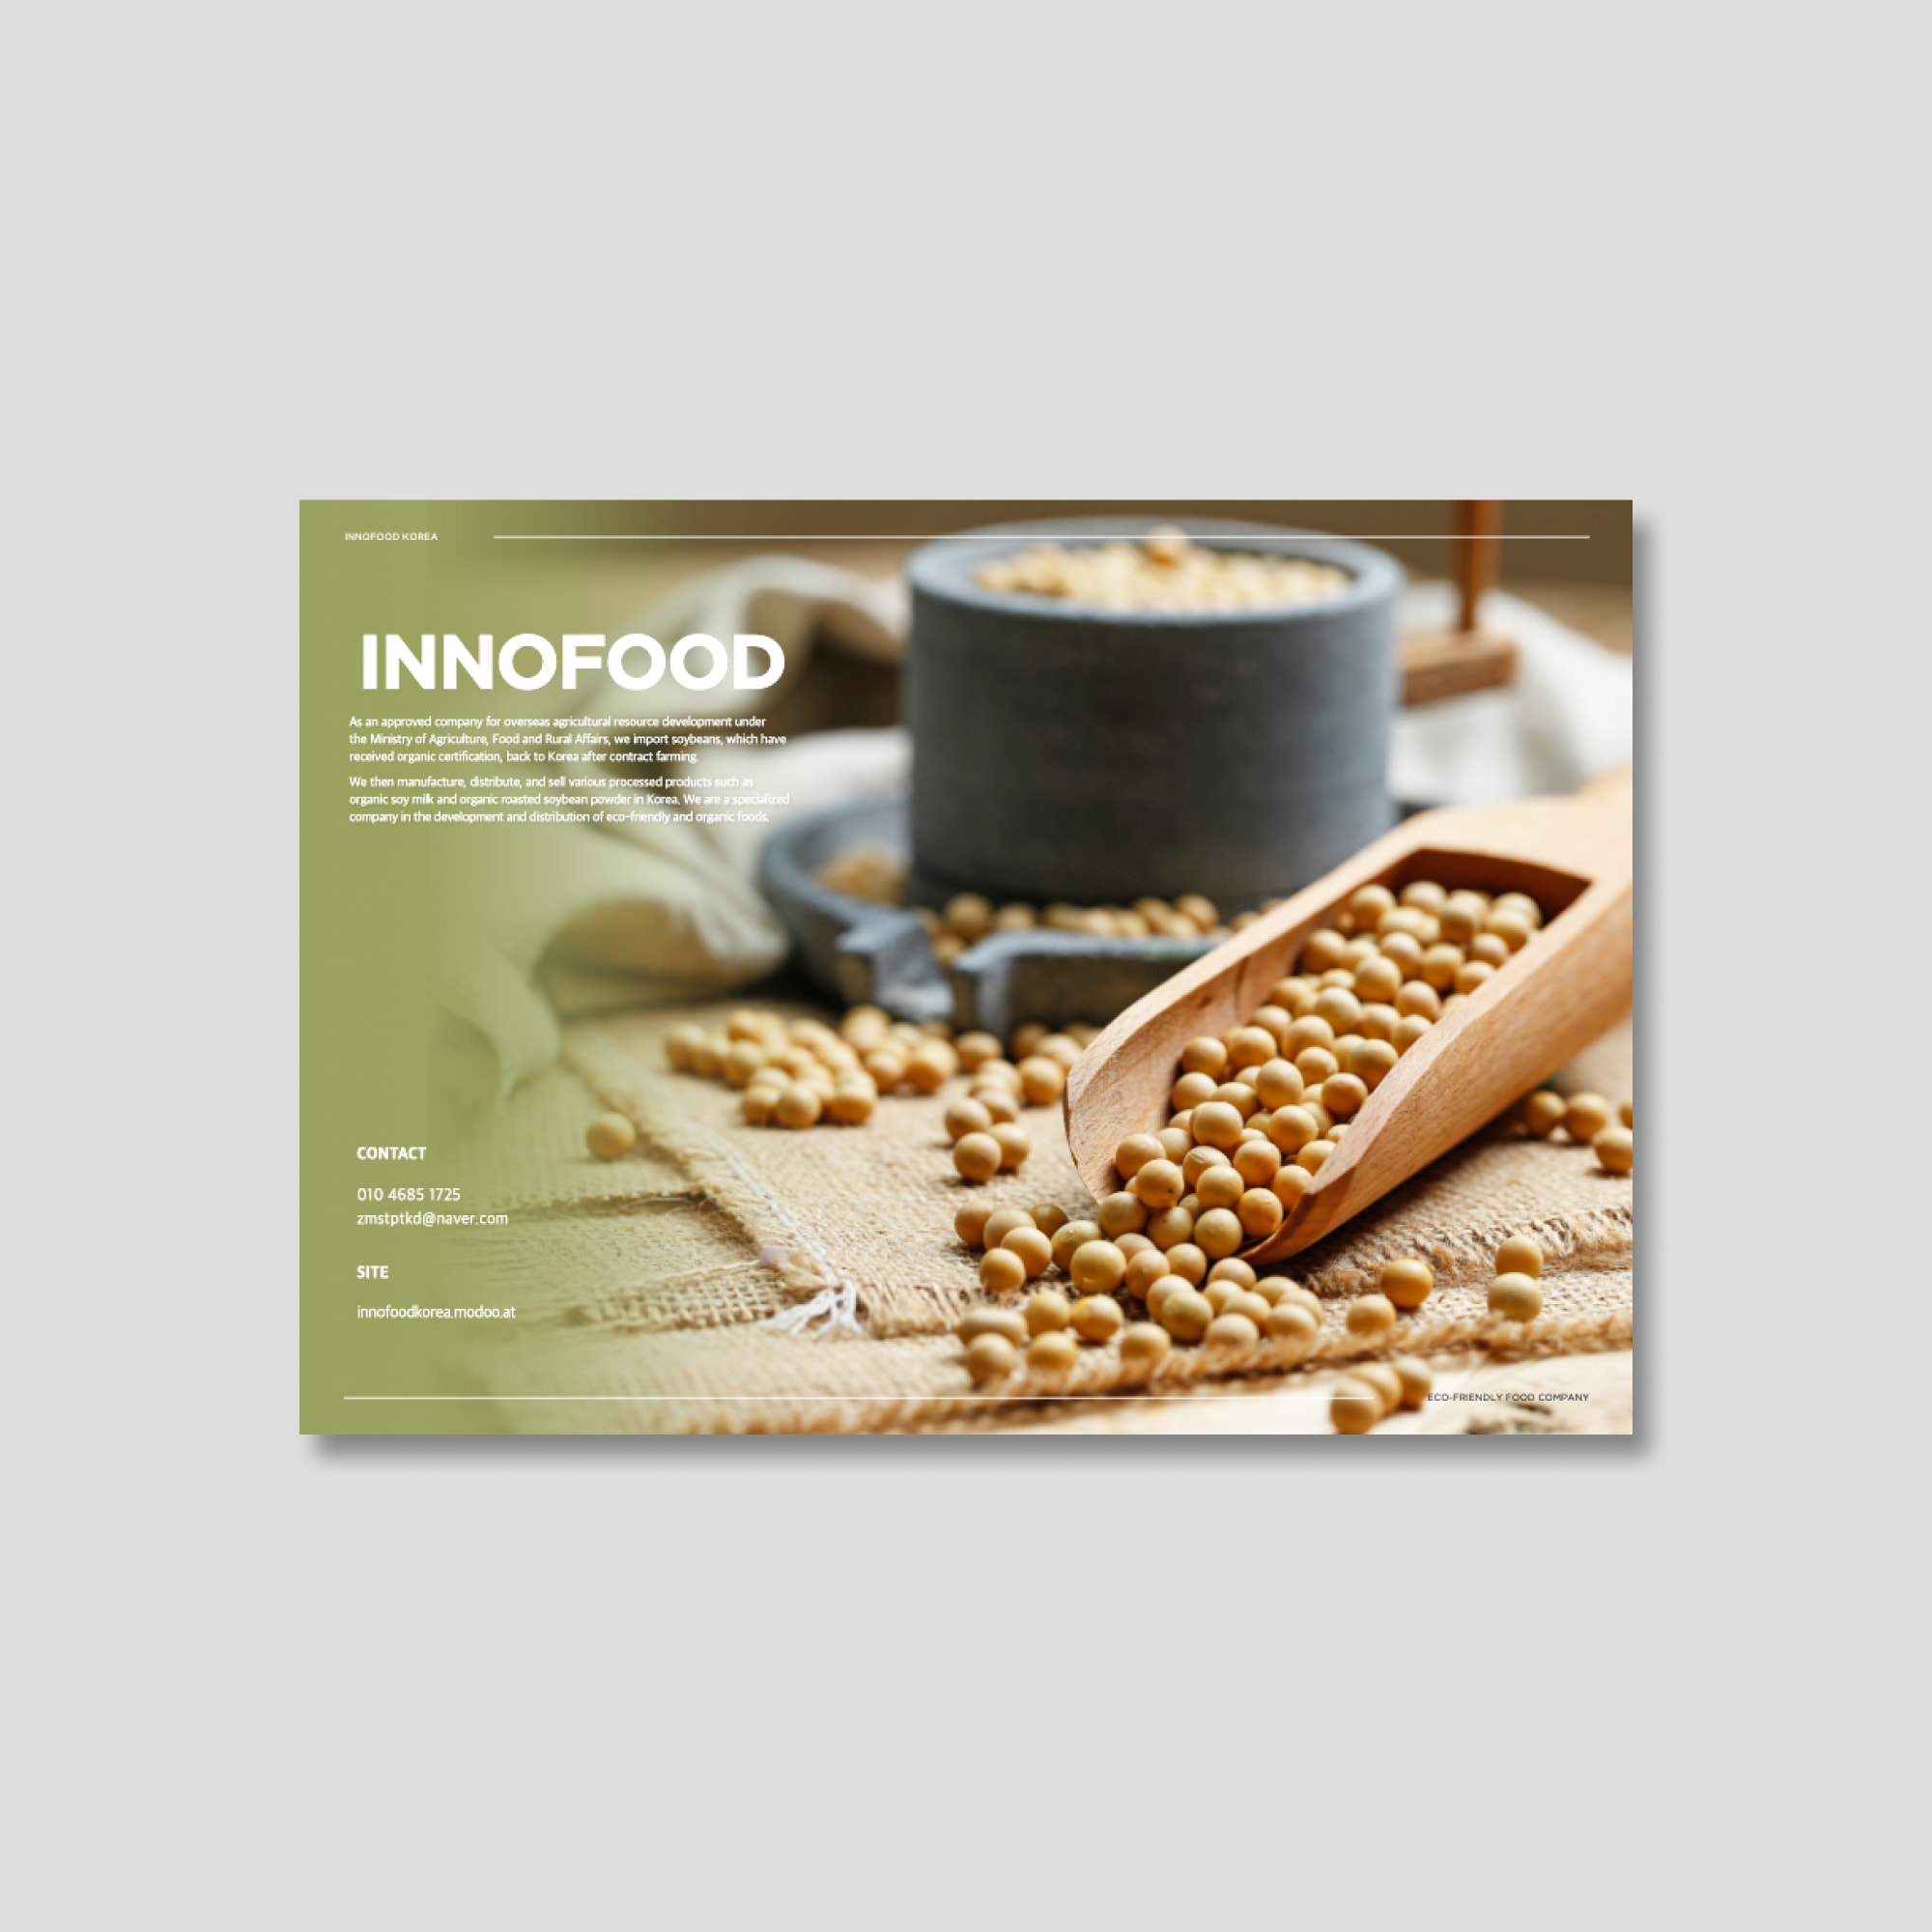 INNOFOOD KOREA
INNOFOOD
As an approved company for overseas agricultural resource development under
the Ministry of Agriculture, Food and Rural Affairs, we import soybeans, which have
received organic certification, back to Korea after contract farming.
We then manufacture, distribute, and sell various processed products such as
organic soy milk and organic roasted soybean powder in Korea. We are a specialized
company in the development and distribution of eco-friendly and organic foods.
CONTACT
010 4685 1725
zmstptkd@naver.com
SITE
innofoodkorea.modoo.at
ECO-FRIENDLY FOOD COMPANY